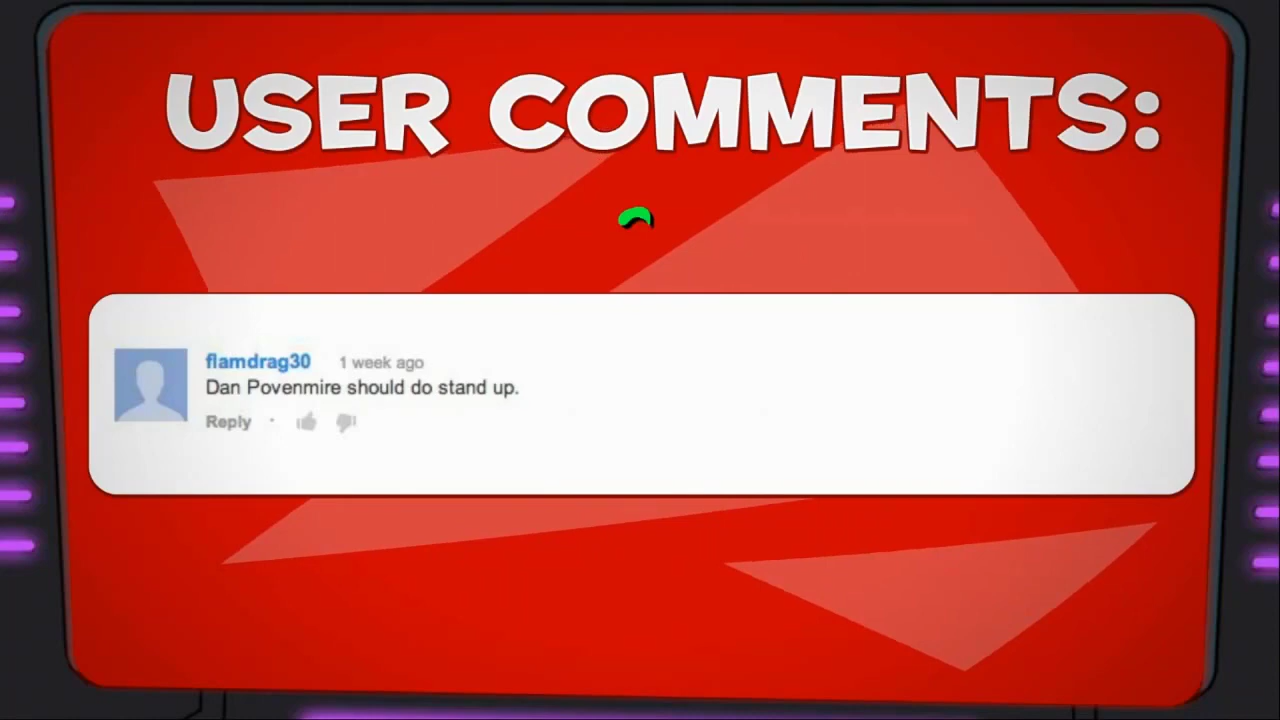 USER COMMENTS:
flamdrag30 1 week ago
Dan Povenmire should do stand up.
Reply ·